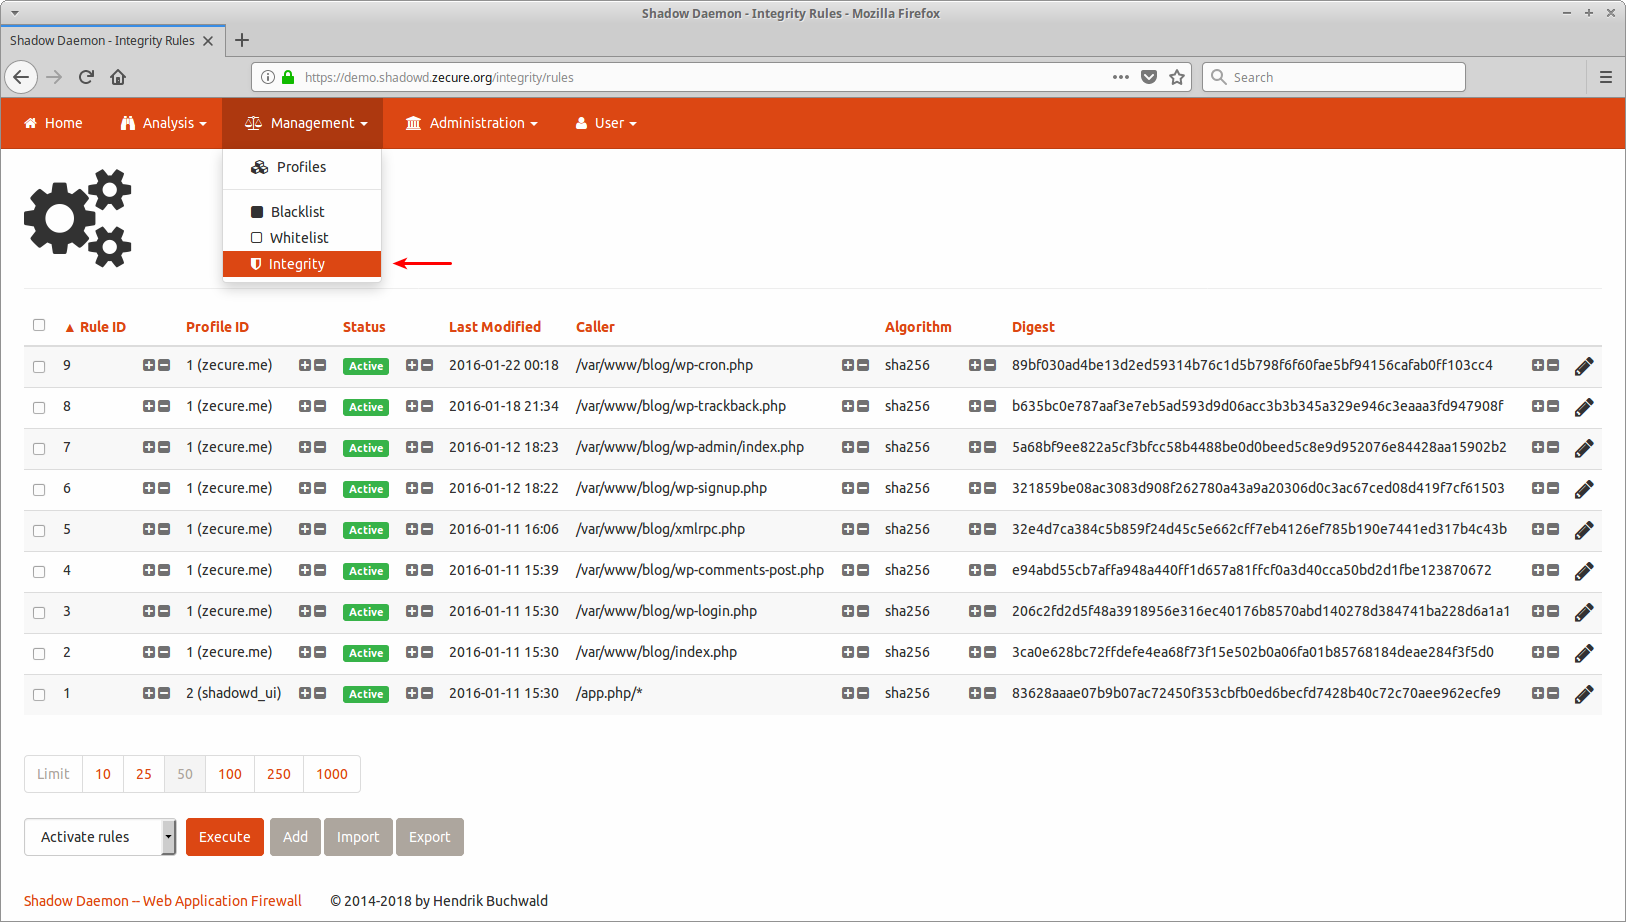 Shadow Daemon - Integrity Rules - Mozilla Firefox
Shadow Daemon - Integrity Rules
https://demo.shadowd.zecure.org/integrity/rules
Search
Home Analysis Management Administration User
Profiles
Blacklist
Whitelist
Integrity
▲ Rule ID Profile ID Status Last Modified Caller Algorithm Digest
9 1 (zecure.me) Active 2016-01-22 00:18 /var/www/blog/wp-cron.php sha256 89bf030ad4be13d2ed59314b76c1d5b798f6f60fae5bf94156cafab0ff103cc4
8 1 (zecure.me) Active 2016-01-18 21:34 /var/www/blog/wp-trackback.php sha256 b635bc0e787aaf3e7eb5ad593d9d06acc3b3b345a329e946c3eaaa3fd947908f
7 1 (zecure.me) Active 2016-01-12 18:23 /var/www/blog/wp-admin/index.php sha256 5a68bf9ee822a5cf3bfcc58b4488be0d0beed5c8e9d952076e84428aa15902b2
6 1 (zecure.me) Active 2016-01-12 18:22 /var/www/blog/wp-signup.php sha256 321859be08ac3083d908f262780a43a9a20306d0c3ac67ced08d419f7cf61503
5 1 (zecure.me) Active 2016-01-11 16:06 /var/www/blog/xmlrpc.php sha256 32e4d7ca384c5b859f24d45c5e662cff7eb4126ef785b190e7441ed317b4c43b
4 1 (zecure.me) Active 2016-01-11 15:39 /var/www/blog/wp-comments-post.php sha256 e94abd55cb7affa948a440ff1d657a81ffcf0a3d40cca50bd2d1fbe123870672
3 1 (zecure.me) Active 2016-01-11 15:30 /var/www/blog/wp-login.php sha256 206c2fd2d5f48a3918956e316ec40176b8570abd140278d384741ba228d6a1a1
2 1 (zecure.me) Active 2016-01-11 15:30 /var/www/blog/index.php sha256 3ca0e628bc72ffdefe4ea68f73f15e502b0a06fa01b85768184deae284f3f5d0
1 2 (shadowd_ui) Active 2016-01-11 15:30 /app.php/* sha256 83628aaae07b9b07ac72450f353cbfb0ed6becfd7428b40c72c70aee962ecfe9
Limit 10 25 50 100 250 1000
Activate rules Execute Add Import Export
Shadow Daemon — Web Application Firewall © 2014-2018 by Hendrik Buchwald